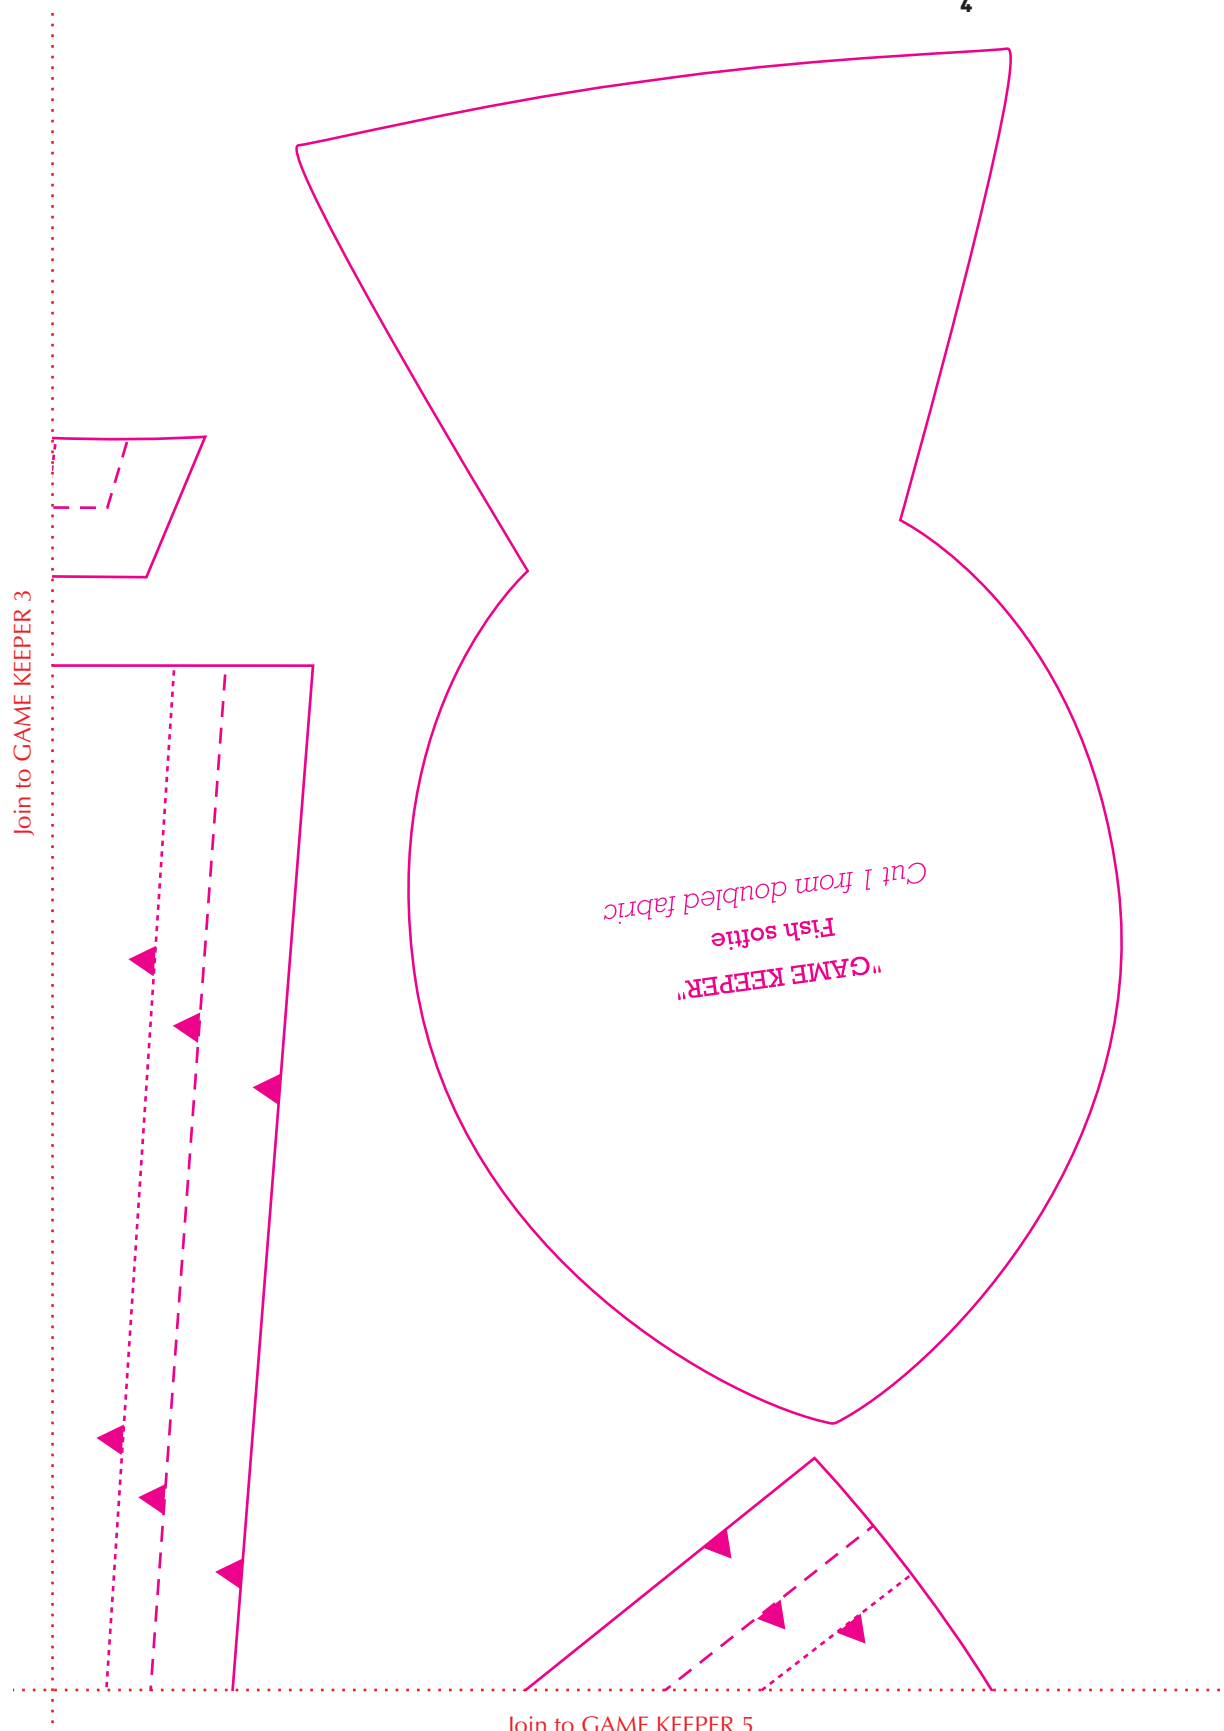 4
Join to GAME KEEPER 3
"GAME KEEPER"
Fish softie
Cut 1 from doubled fabric
Join to GAME KEEPER 5